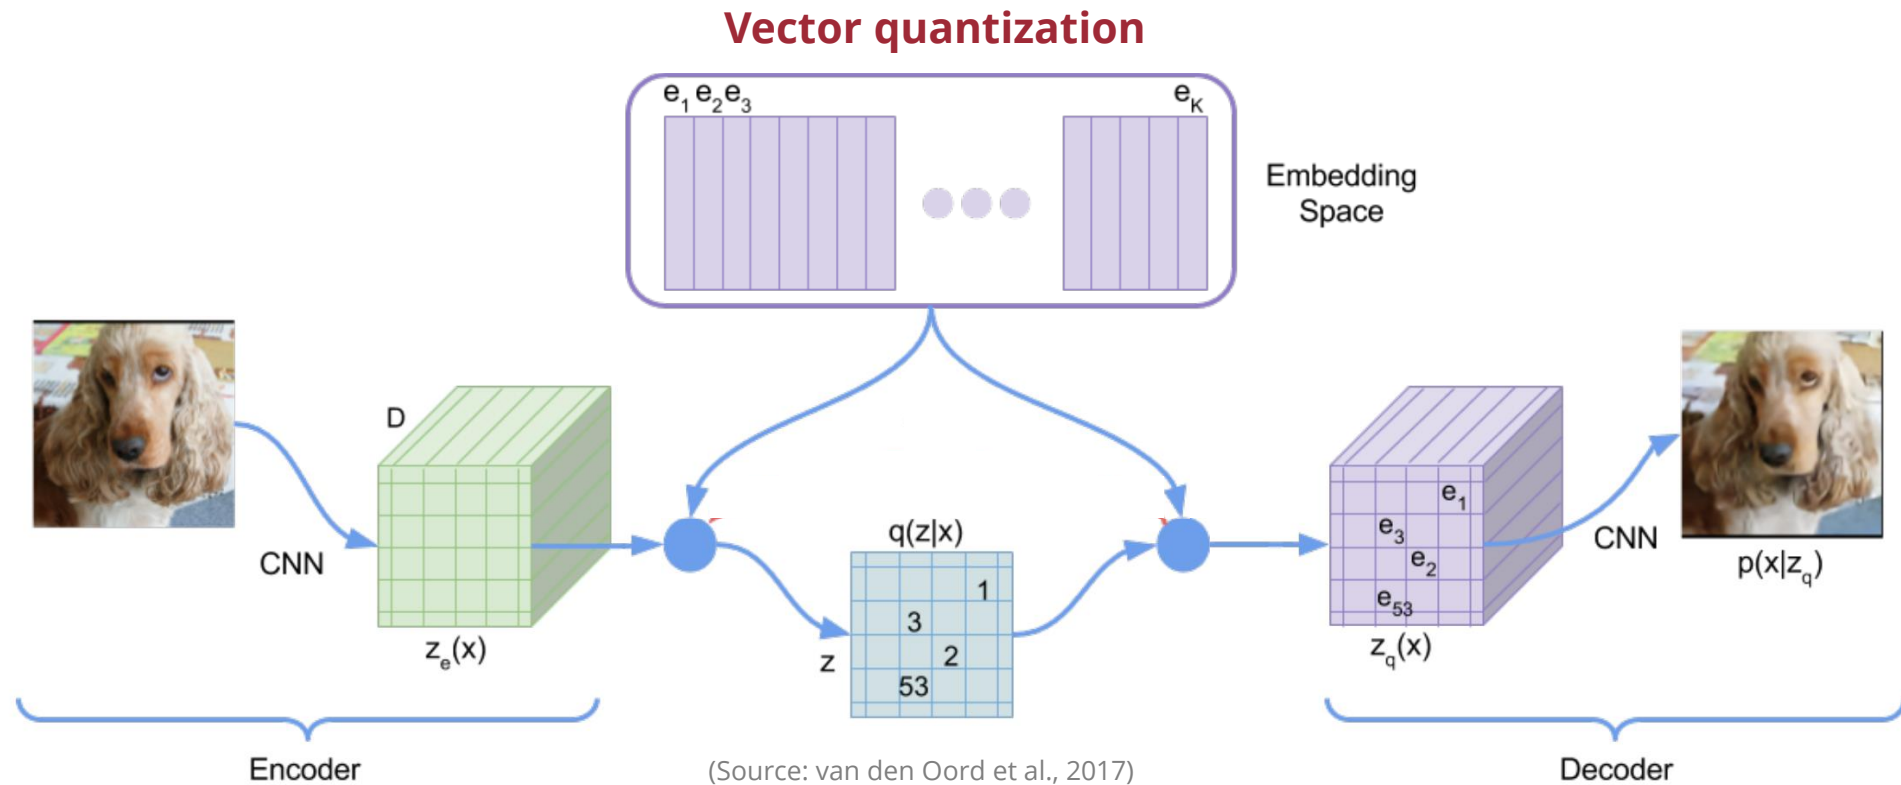 Vector quantization
e1 e2 e3
eK
Embedding
Space
D
CNN
ze(x)
Encoder
q(z|x)
1
3
2
53
z
e1
e3
e2
e53
zq(x)
CNN
p(x|zq)
Decoder
(Source: van den Oord et al., 2017)